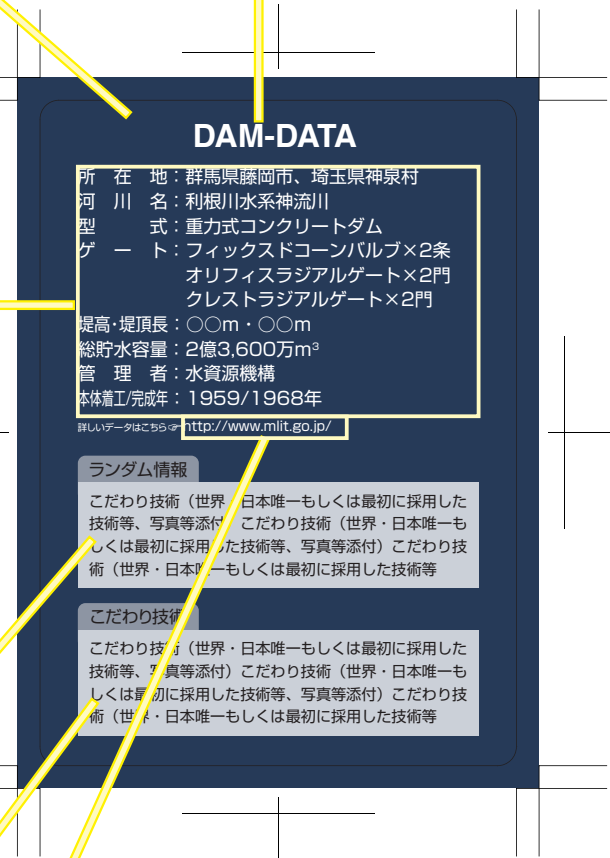 DAM-DATA
所 在 地：群馬県藤岡市、埼玉県神泉村
河 川 名：利根川水系神流川
型 式：重力式コンクリートダム
ゲ ー ト：フィックスドコーンバルブ×2条
オリフィスラジアルゲート×2門
クレストラジアルゲート×2門
堤高・堤頂長：○○m・○○m
総貯水容量：2億3,600万m³
管 理 者：水資源機構
本体着工/完成年：1959/1968年
詳しいデータはこちら☞http://www.mlit.go.jp/
ランダム情報
こだわり技術（世界・日本唯一もしくは最初に採用した
技術等、写真等添付）こだわり技術（世界・日本唯一も
しくは最初に採用した技術等、写真等添付）こだわり技
術（世界・日本唯一もしくは最初に採用した技術等
こだわり技術
こだわり技術（世界・日本唯一もしくは最初に採用した
技術等、写真等添付）こだわり技術（世界・日本唯一も
しくは最初に採用した技術等、写真等添付）こだわり技
術（世界・日本唯一もしくは最初に採用した技術等